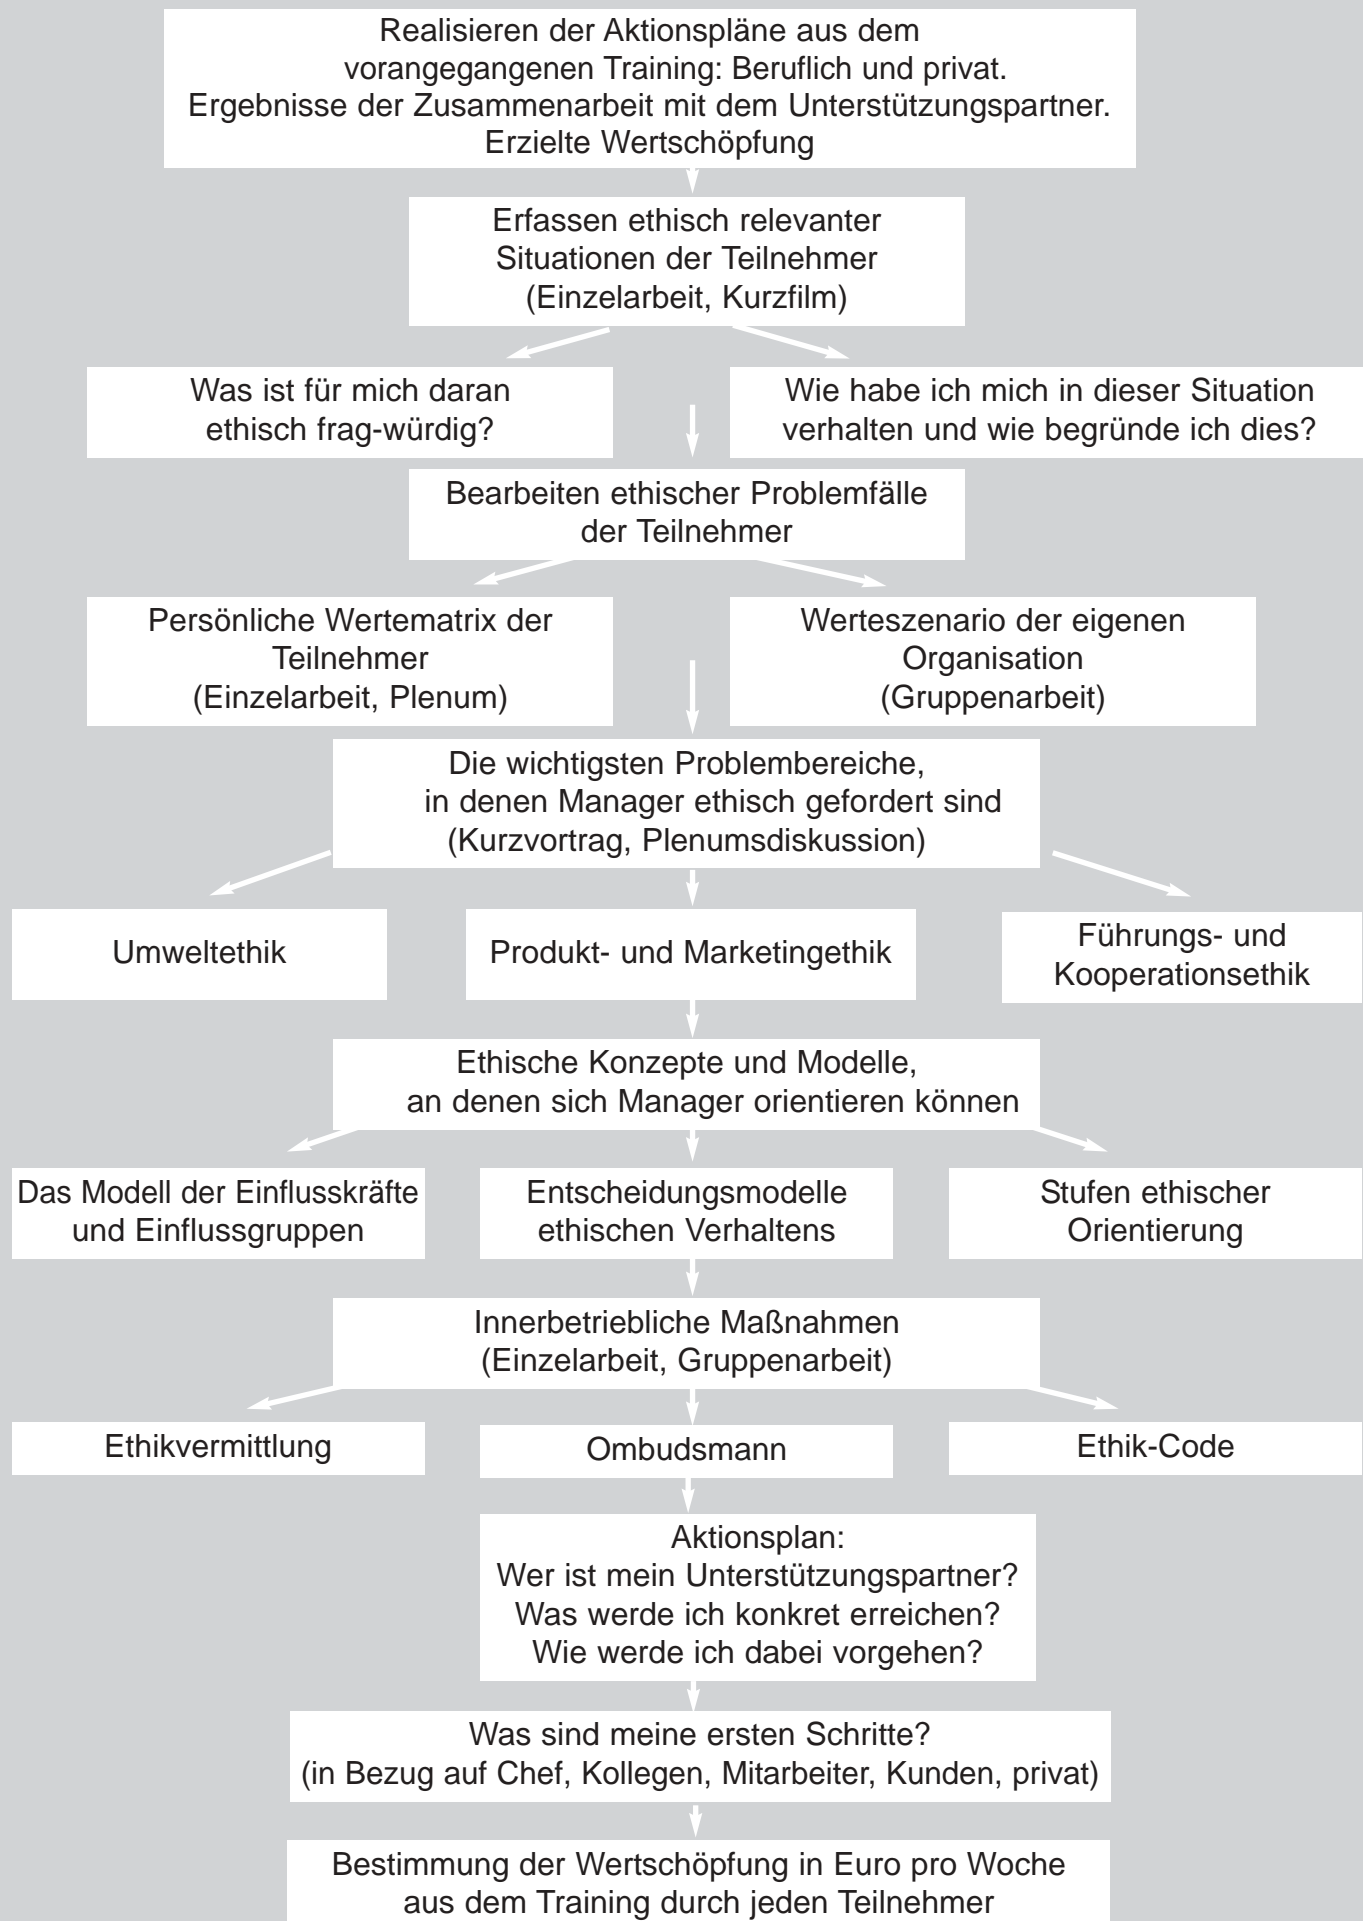 Realisieren der Aktionspläne aus dem
vorangegangenen Training: Beruflich und privat.
Ergebnisse der Zusammenarbeit mit dem Unterstützungspartner.
Erzielte Wertschöpfung
Erfassen ethisch relevanter
Situationen der Teilnehmer
(Einzelarbeit, Kurzfilm)
Was ist für mich daran
ethisch frag-würdig?
Wie habe ich mich in dieser Situation
verhalten und wie begründe ich dies?
Bearbeiten ethischer Problemfälle
der Teilnehmer
Persönliche Wertematrix der
Teilnehmer
(Einzelarbeit, Plenum)
Werteszenario der eigenen
Organisation
(Gruppenarbeit)
Die wichtigsten Problembereiche,
in denen Manager ethisch gefordert sind
(Kurzvortrag, Plenumsdiskussion)
Umweltethik
Produkt- und Marketingethik
Führungs- und
Kooperationsethik
Ethische Konzepte und Modelle,
an denen sich Manager orientieren können
Das Modell der Einflusskräfte
und Einflussgruppen
Entscheidungsmodelle
ethischen Verhaltens
Stufen ethischer
Orientierung
Innerbetriebliche Maßnahmen
(Einzelarbeit, Gruppenarbeit)
Ethikvermittlung
Ombudsmann
Ethik-Code
Aktionsplan:
Wer ist mein Unterstützungspartner?
Was werde ich konkret erreichen?
Wie werde ich dabei vorgehen?
Was sind meine ersten Schritte?
(in Bezug auf Chef, Kollegen, Mitarbeiter, Kunden, privat)
Bestimmung der Wertschöpfung in Euro pro Woche
aus dem Training durch jeden Teilnehmer